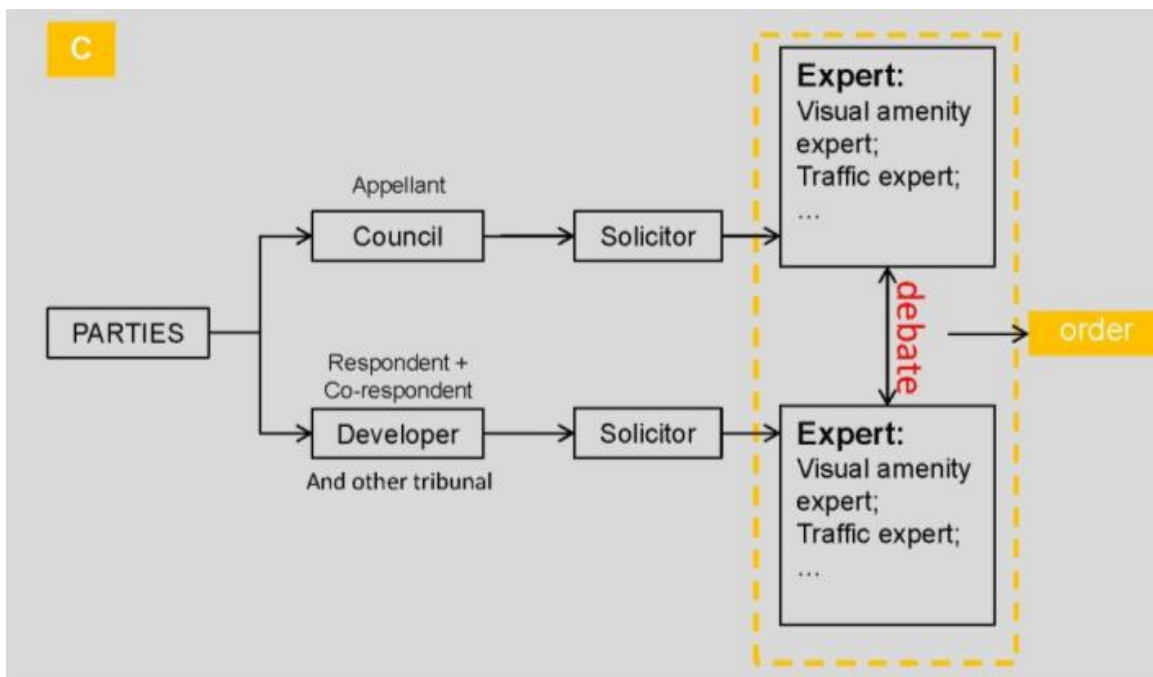 C
PARTIES
Appellant
Council
Solicitor
Expert:
Visual amenity
expert;
Traffic expert;
...
debate
order
Respondent +
Co-respondent
Developer
And other tribunal
Solicitor
Expert:
Visual amenity
expert;
Traffic expert;
...